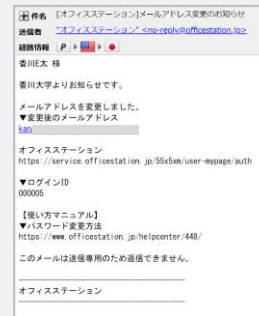 件名 [オフィスステーション]メールアドレス変更のお知らせ
送信者 "オフィスステーション" <no-reply@officestation.jp>
経路情報 P
香川E太 様
香川大学よりお知らせです。
メールアドレスを変更しました。
▼変更後のメールアドレス
kan
オフィスステーション
https://service.officestation.jp/55x5xm/user-mypage/auth
▼ログインID
000005
【使い方マニュアル】
▼パスワード変更方法
https://www.officestation.jp/helpcenter/448/
このメールは送信専用のため返信できません。
オフィスステーション